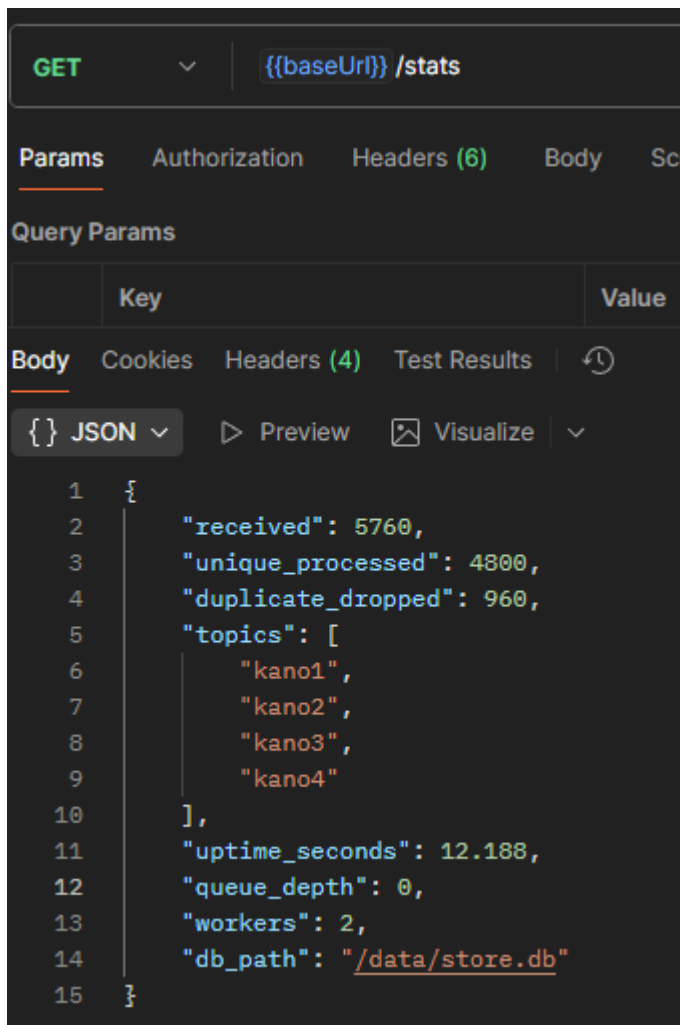 GET {{baseUrl}} /stats
Params Authorization Headers (6) Body Sc
Query Params
Key Value
Body Cookies Headers (4) Test Results
{} JSON Preview Visualize
1 {
2 "received": 5760,
3 "unique_processed": 4800,
4 "duplicate_dropped": 960,
5 "topics": [
6 "kano1",
7 "kano2",
8 "kano3",
9 "kano4"
10 ],
11 "uptime_seconds": 12.188,
12 "queue_depth": 0,
13 "workers": 2,
14 "db_path": "/data/store.db"
15 }